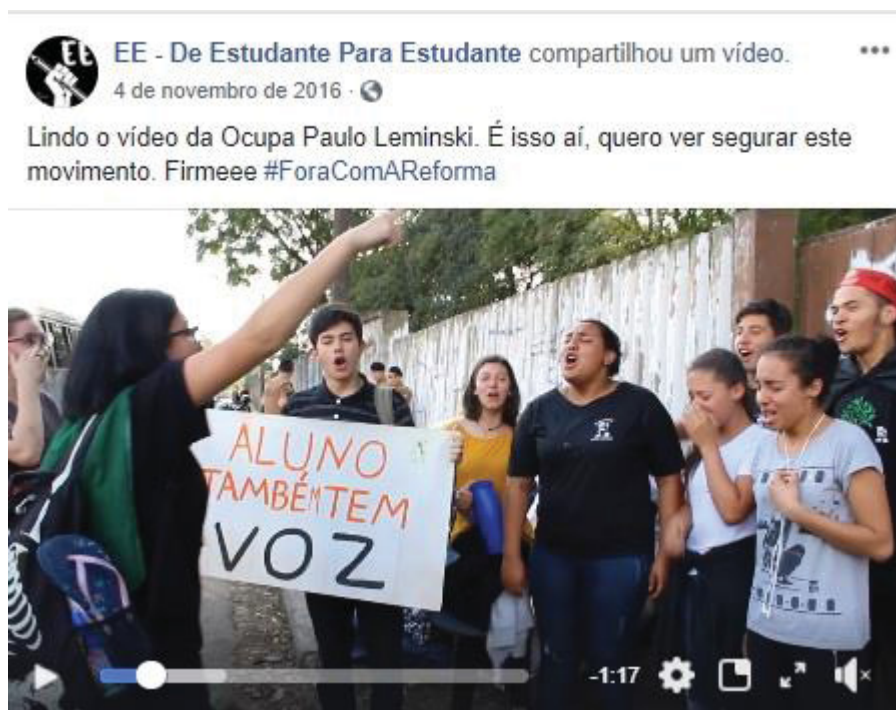 EE
EE - De Estudante Para Estudante compartilhou um vídeo.
4 de novembro de 2016
Lindo o vídeo da Ocupa Paulo Leminski. É isso aí, quero ver segurar este
movimento. Firmeee #ForaComAReforma
ALUNO
TAMBÉM TEM
VOZ
-1:17